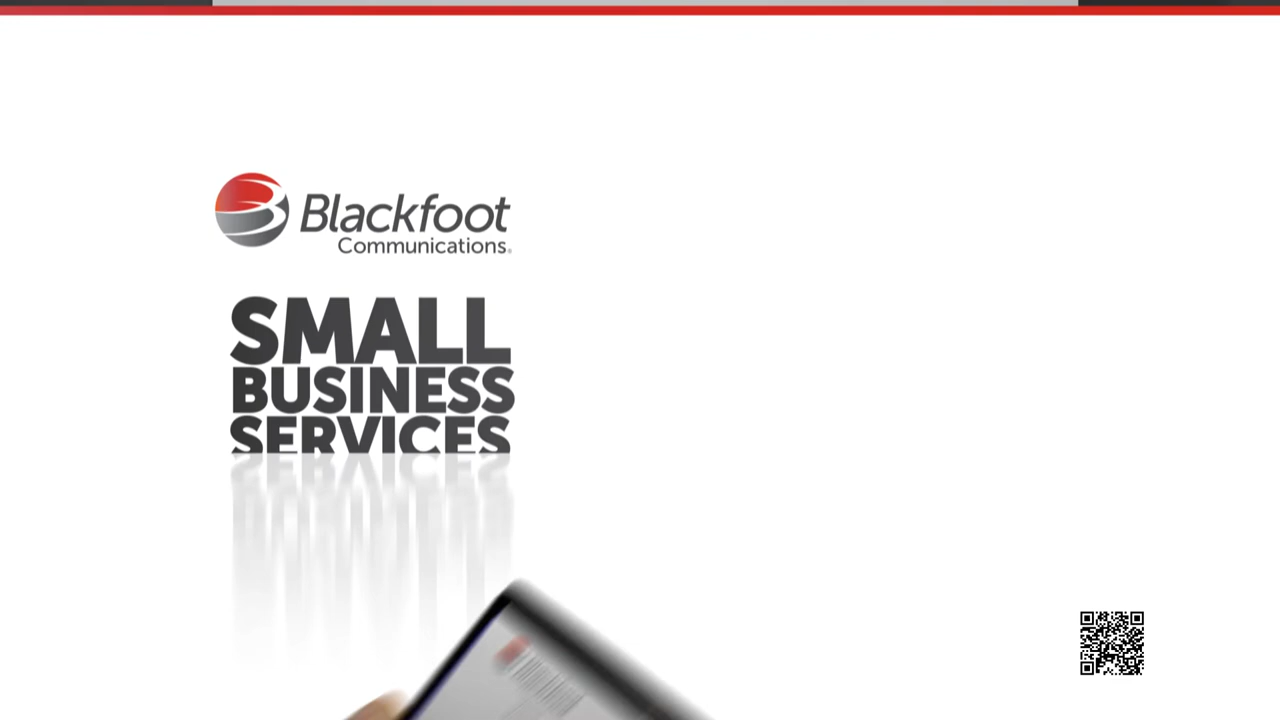 Blackfoot
Communications®
SMALL
BUSINESS
SERVICES